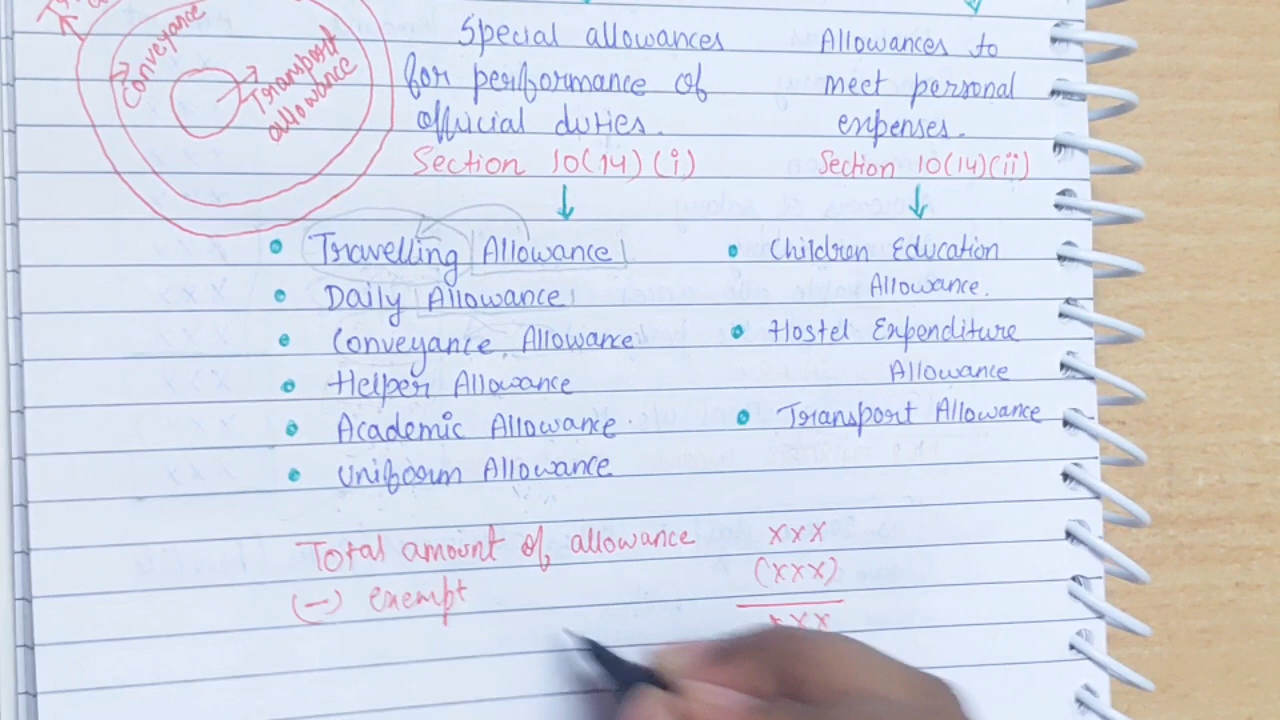 Conveyance
Transport
allowance
Special allowances
for performance of
official duties.
Section 10(14)(i)
Allowances to
meet personal
expenses.
Section 10(14)(ii)
• Travelling Allowance
• Daily Allowance
• Conveyance Allowance
• Helper Allowance
• Academic Allowance
• Uniform Allowance
• Children Education
Allowance.
• Hostel Expenditure
Allowance
• Transport Allowance
Total amount of allowance xxx
(-) exempt (xxx)
xxx